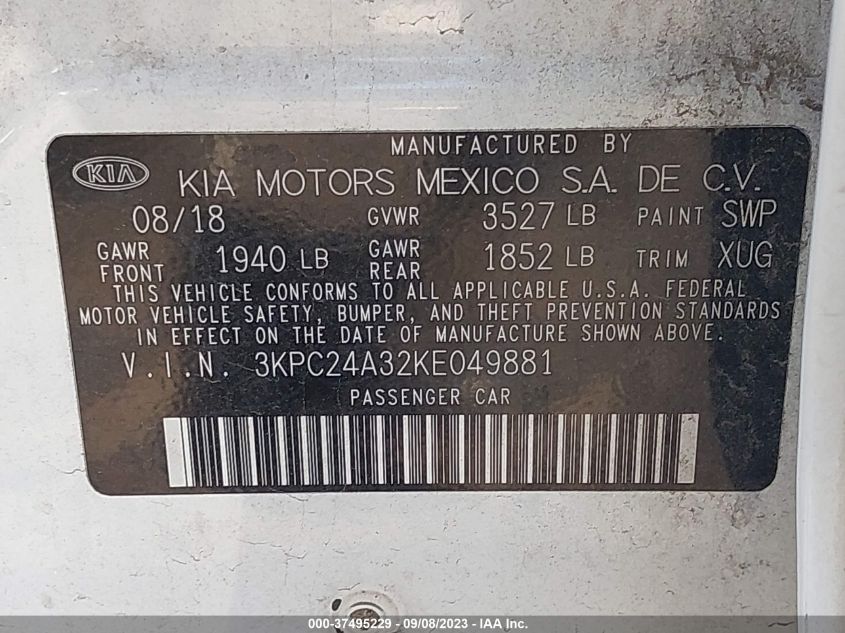 MANUFACTURED BY
KIA KIA MOTORS MEXICO S.A. DE C.V.
08/18 GVWR 3527 LB PAINT SWP
GAWR FRONT 1940 LB GAWR REAR 1852 LB TRIM XUG
THIS VEHICLE CONFORMS TO ALL APPLICABLE U.S.A. FEDERAL
MOTOR VEHICLE SAFETY, BUMPER, AND THEFT PREVENTION STANDARDS
IN EFFECT ON THE DATE OF MANUFACTURE SHOWN ABOVE.
V.I.N. 3KPC24A32KE049881
PASSENGER CAR
000-37495229 - 09/08/2023 - IAA Inc.